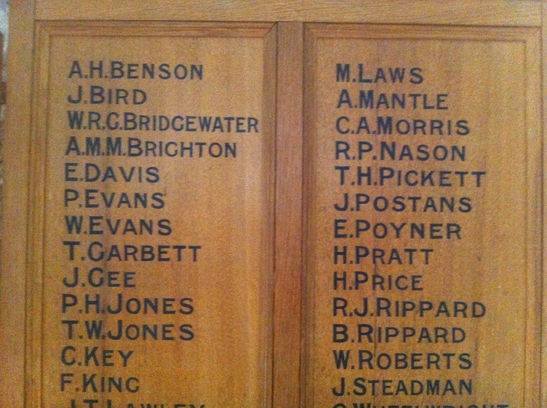 A.H.BENSON
J.BIRD
W.R.G.BRIDGEWATER
A.M.M.BRIGHTON
E.DAVIS
P.EVANS
W.EVANS
T.GARBETT
J.GEE
P.H.JONES
T.W.JONES
C.KEY
F.KING
J.T.LAWLEY
M.LAWS
A.MANTLE
C.A.MORRIS
R.P.NASON
T.H.PICKETT
J.POSTANS
E.POYNER
H.PRATT
H.PRICE
R.J.RIPPARD
B.RIPPARD
W.ROBERTS
J.STEADMAN